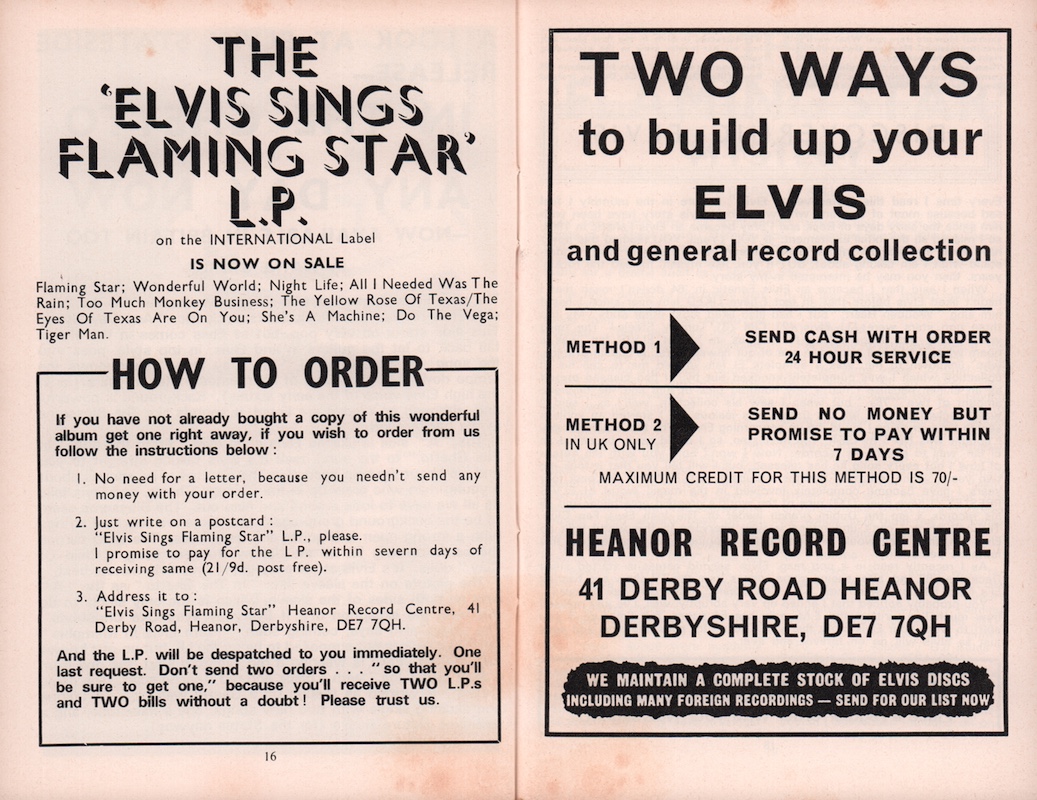 THE
‘ELVIS SINGS
FLAMING STAR’
L.P.
on the INTERNATIONAL Label
IS NOW ON SALE
Flaming Star; Wonderful World; Night Life; All I Needed Was The
Rain; Too Much Monkey Business; The Yellow Rose Of Texas/The
Eyes Of Texas Are On You; She's A Machine; Do The Vega;
Tiger Man.
HOW TO ORDER
If you have not already bought a copy of this wonderful
album get one right away, if you wish to order from us
follow the instructions below :
1. No need for a letter, because you needn't send any
money with your order.
2. Just write on a postcard :
“Elvis Sings Flaming Star” L.P., please.
I promise to pay for the L P. within severn days of
receiving same (21/9d. post free).
3. Address it to :
“Elvis Sings Flaming Star” Heanor Record Centre, 41
Derby Road, Heanor, Derbyshire, DE7 7QH.
And the L.P. will be despatched to you immediately. One
last request. Don't send two orders . . . “so that you'll
be sure to get one,” because you'll receive TWO L.P.s
and TWO bills without a doubt! Please trust us.
16
TWO WAYS
to build up your
ELVIS
and general record collection
METHOD 1
SEND CASH WITH ORDER
24 HOUR SERVICE
METHOD 2
IN UK ONLY
SEND NO MONEY BUT
PROMISE TO PAY WITHIN
7 DAYS
MAXIMUM CREDIT FOR THIS METHOD IS 70/-
HEANOR RECORD CENTRE
41 DERBY ROAD HEANOR
DERBYSHIRE, DE7 7QH
WE MAINTAIN A COMPLETE STOCK OF ELVIS DISCS
INCLUDING MANY FOREIGN RECORDINGS — SEND FOR OUR LIST NOW